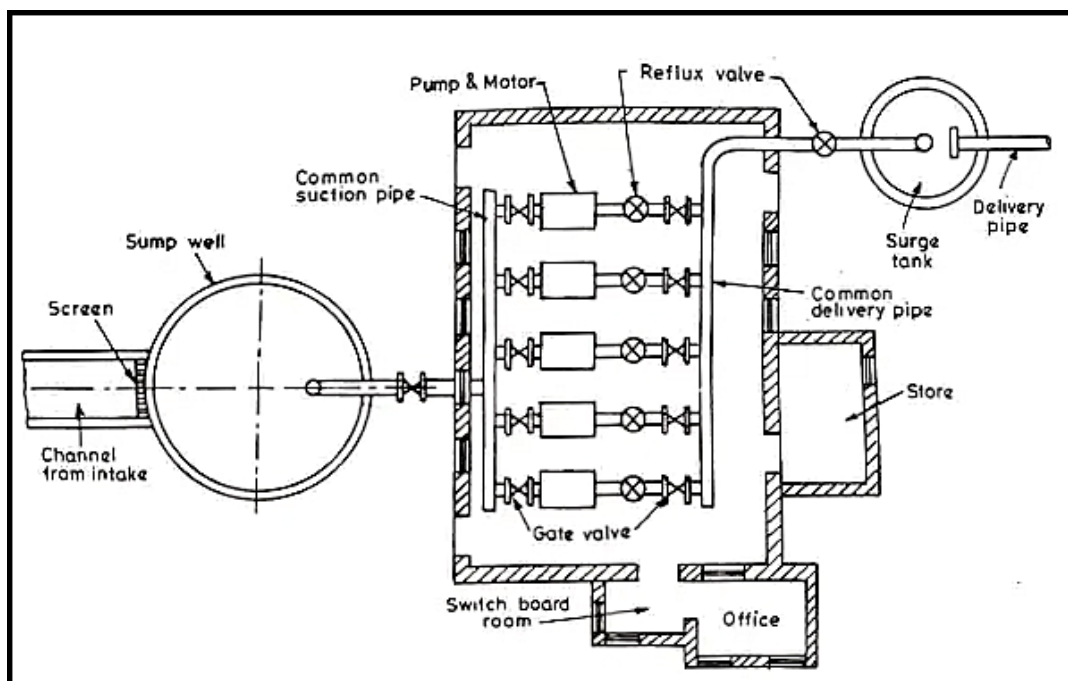 Reflux valve
Pump & Motor
Common
suction pipe
Delivery
pipe
Surge
tank
Sump well
Common
delivery pipe
Screen
Store
Channel
from intake
Gate valve
Switch board
room
Office